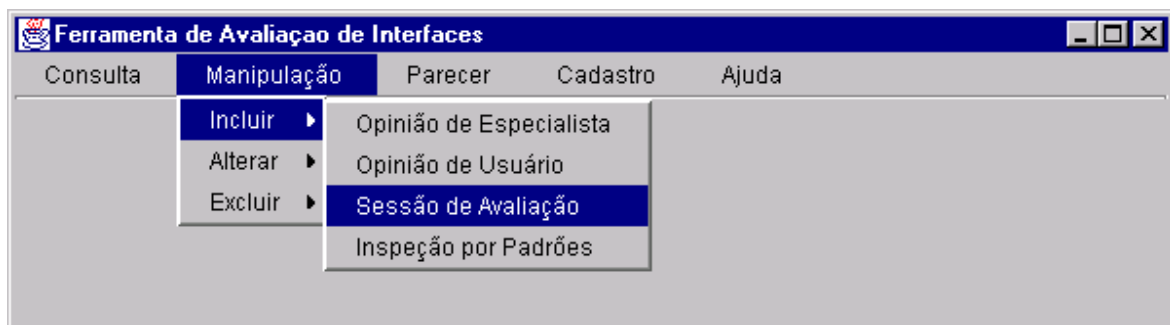 Ferramenta de Avaliaçao de Interfaces
Consulta Manipulação Parecer Cadastro Ajuda
Incluir
Alterar
Excluir
Opinião de Especialista
Opinião de Usuário
Sessão de Avaliação
Inspeção por Padrões